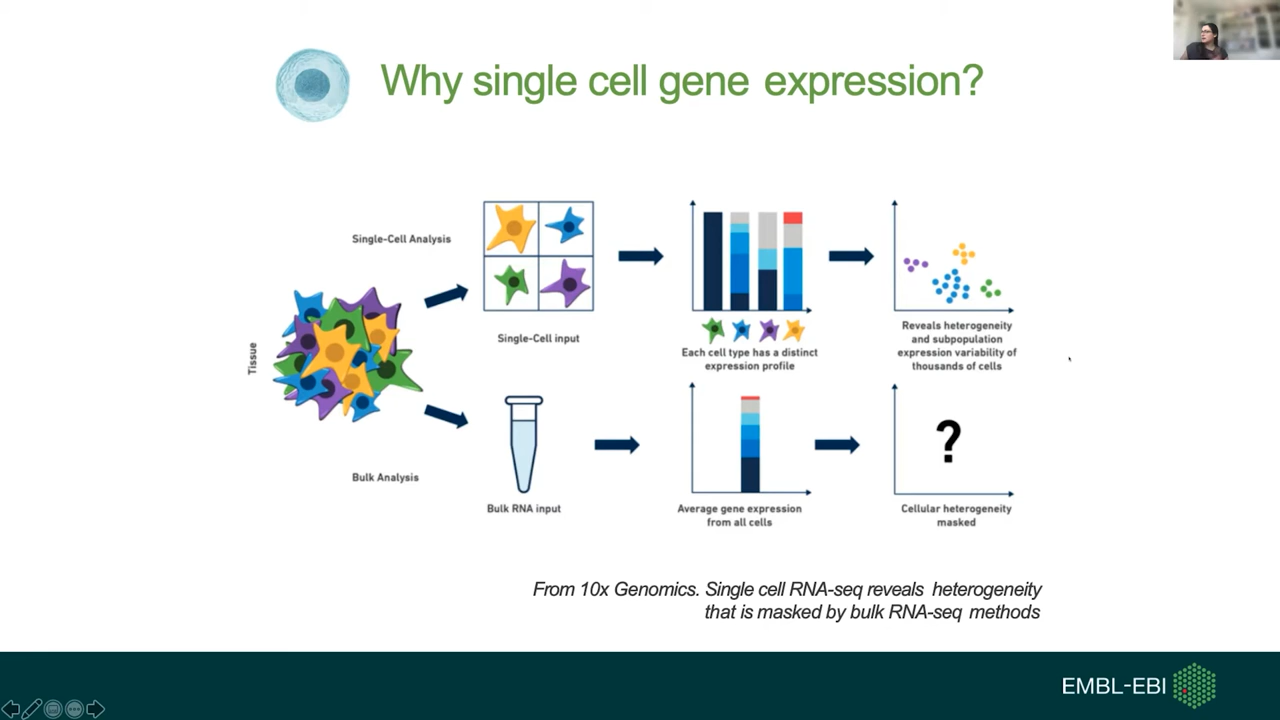 Why single cell gene expression?
Single-Cell Analysis
Single-Cell input
Each cell type has a distinct
expression profile
Reveals heterogeneity
and subpopulation
expression variability of
thousands of cells
Tissue
Bulk Analysis
Bulk RNA input
Average gene expression
from all cells
?
Cellular heterogeneity
masked
From 10x Genomics. Single cell RNA-seq reveals heterogeneity
that is masked by bulk RNA-seq methods
EMBL-EBI